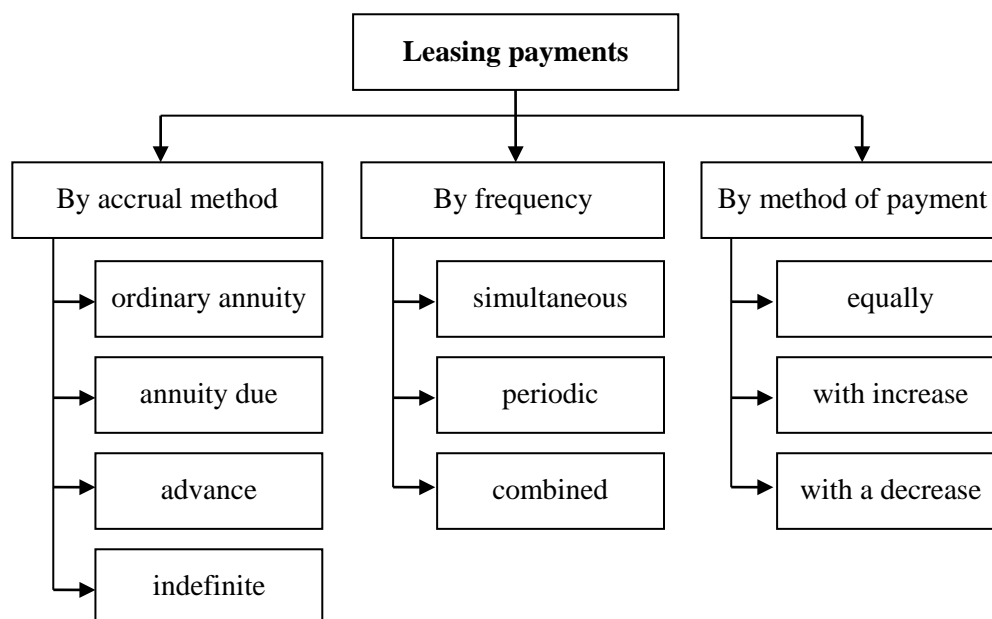 Leasing payments
By accrual method
ordinary annuity
annuity due
advance
indefinite
By frequency
simultaneous
periodic
combined
By method of payment
equally
with increase
with a decrease